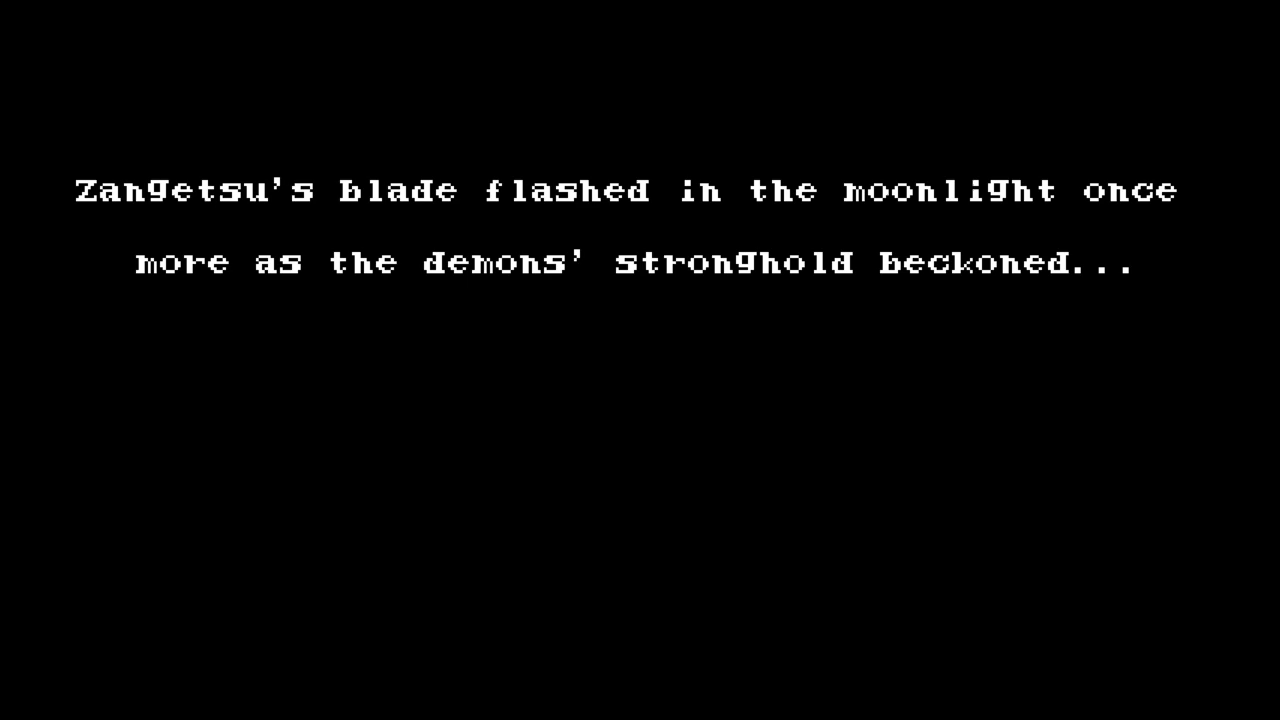 Zangetsu's blade flashed in the moonlight once
more as the demons' stronghold beckoned...